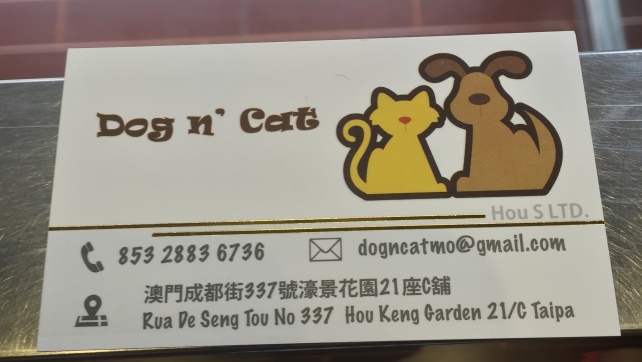 Dog n' Cat
Hou S LTD.
853 2883 6736
dogncatmo@gmail.com
澳門成都街337號濠景花園21座C舖
Rua De Seng Tou No 337 Hou Keng Garden 21/C Taipa